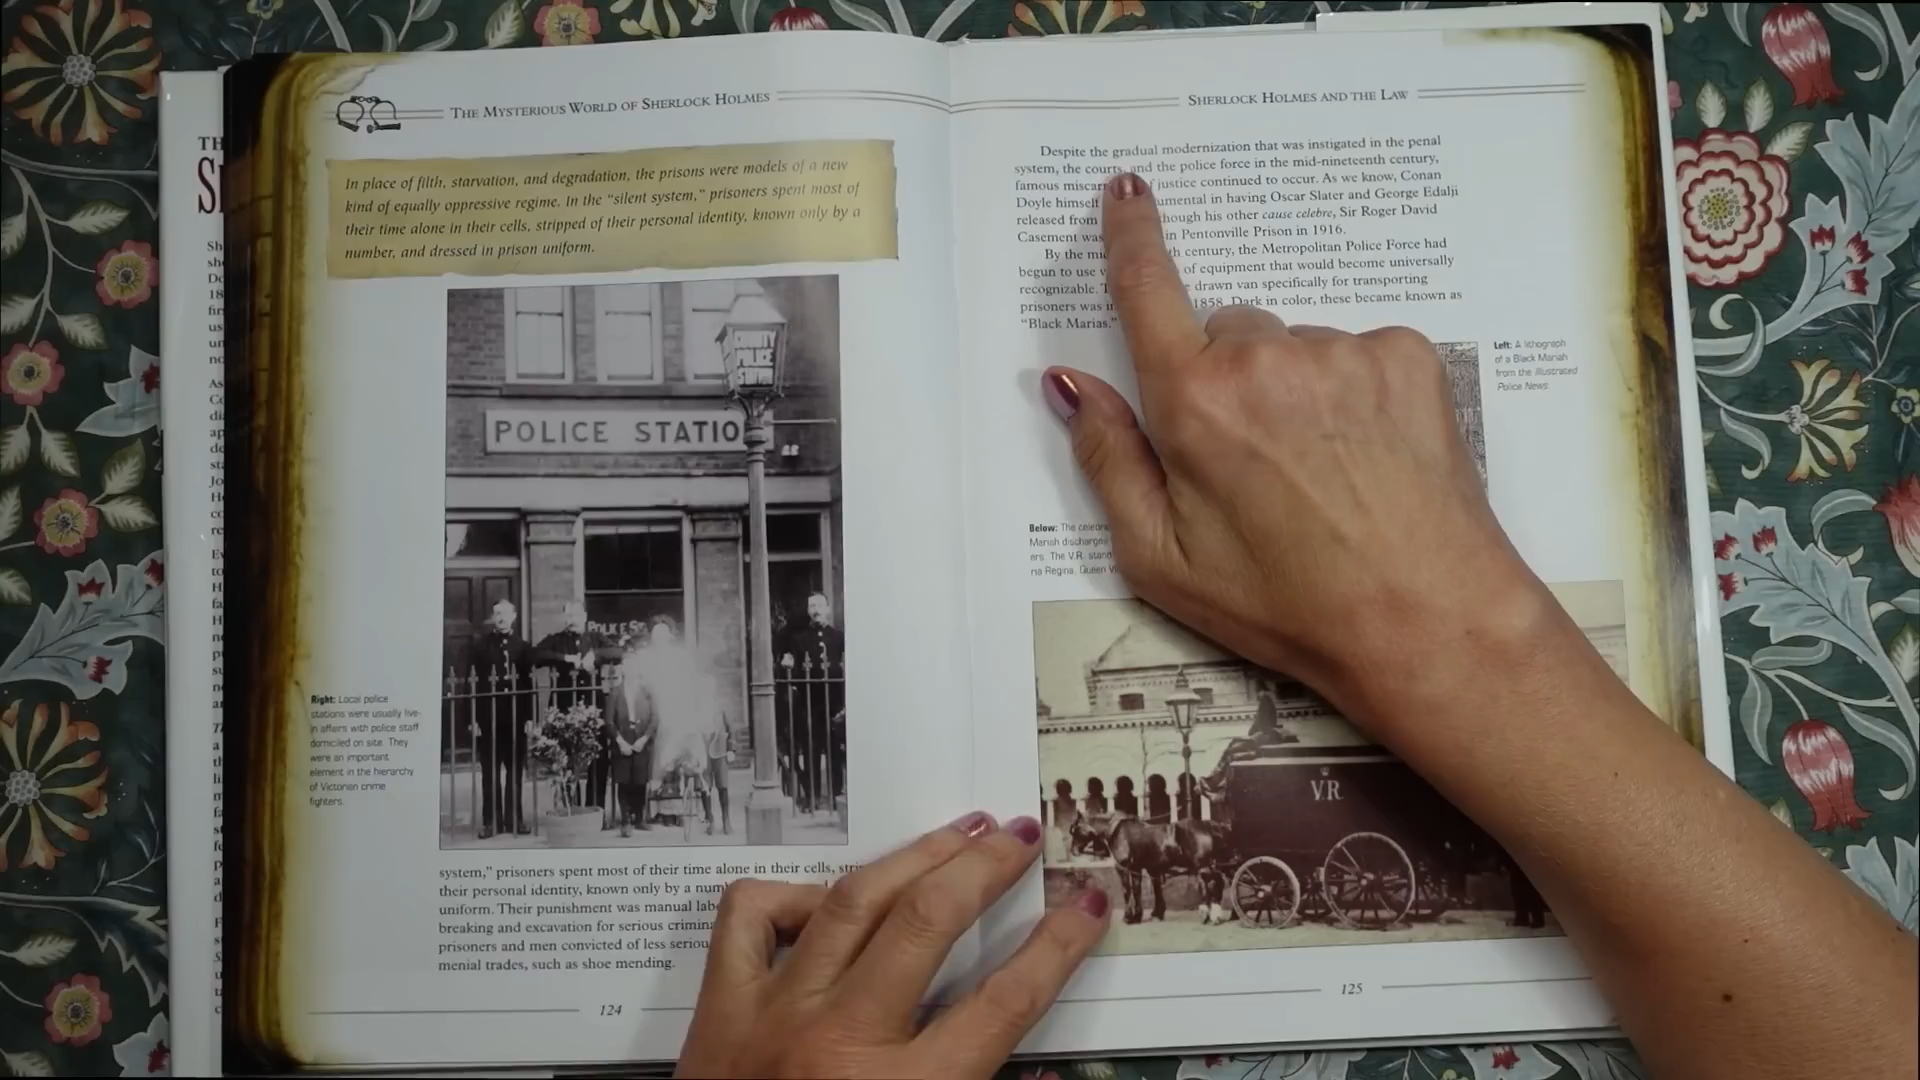 THE MYSTERIOUS WORLD OF SHERLOCK HOLMES
In place of filth, starvation, and degradation, the prisons were models of a new
kind of equally oppressive regime. In the “silent system,” prisoners spent most of
their time alone in their cells, stripped of their personal identity, known only by a
number, and dressed in prison uniform.
COUNTY
POLICE
POLICE STATIO
Right: Local police
stations were usually live-
in affairs with police staff
domiciled on site. They
were an important
element in the hierarchy
of Victorian crime
fighters.
system,” prisoners spent most of their time alone in their cells,
their personal identity, known only by a
uniform. Their punishment was manual
breaking and excavation for serious
prisoners and men convicted of less
menial trades, such as shoe mending.
124
SHERLOCK HOLMES AND THE LAW
Despite the gradual modernization that was instigated in the penal
system, the courts, and the police force in the mid-nineteenth century,
famous justice continued to occur. As we know, Conan
Doyle himself in having Oscar Slater and George Edalji
released from though his other cause celebre, Sir Roger David
Casement was in Pentonville Prison in 1916.
By the century, the Metropolitan Police Force had
begun to use of equipment that would become universally
recognizable. drawn van specifically for transporting
prisoners was 1858. Dark in color, these became known as
“Black Marias.”
Left: A lithograph
of a Black Mariah
from the Illustrated
Police News.
Below: The
Mariah
ers. The V.R.
ria Regina, Queen
V.R
125